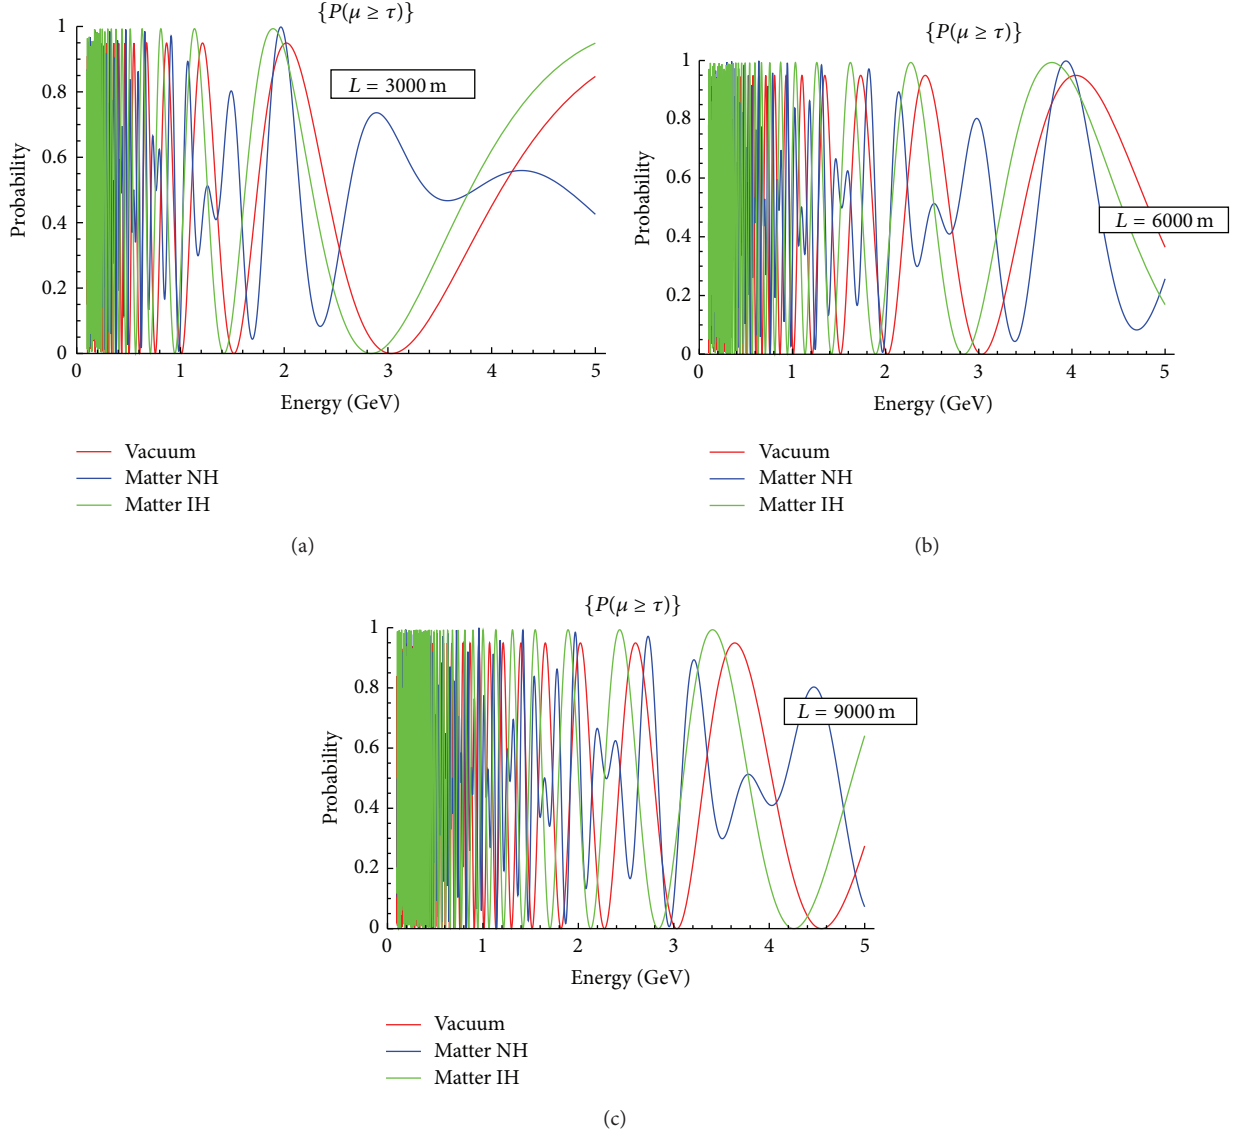 {P(μ ≥ τ)}
1
0.8
0.6
0.4
0.2
0
Probability
L = 3000 m
0 1 2 3 4 5
Energy (GeV)
Vacuum
Matter NH
Matter IH
(a)
{P(μ ≥ τ)}
1
0.8
0.6
0.4
0.2
0
Probability
L = 6000 m
0 1 2 3 4 5
Energy (GeV)
Vacuum
Matter NH
Matter IH
(b)
{P(μ ≥ τ)}
1
0.8
0.6
0.4
0.2
0
Probability
L = 9000 m
0 1 2 3 4 5
Energy (GeV)
Vacuum
Matter NH
Matter IH
(c)